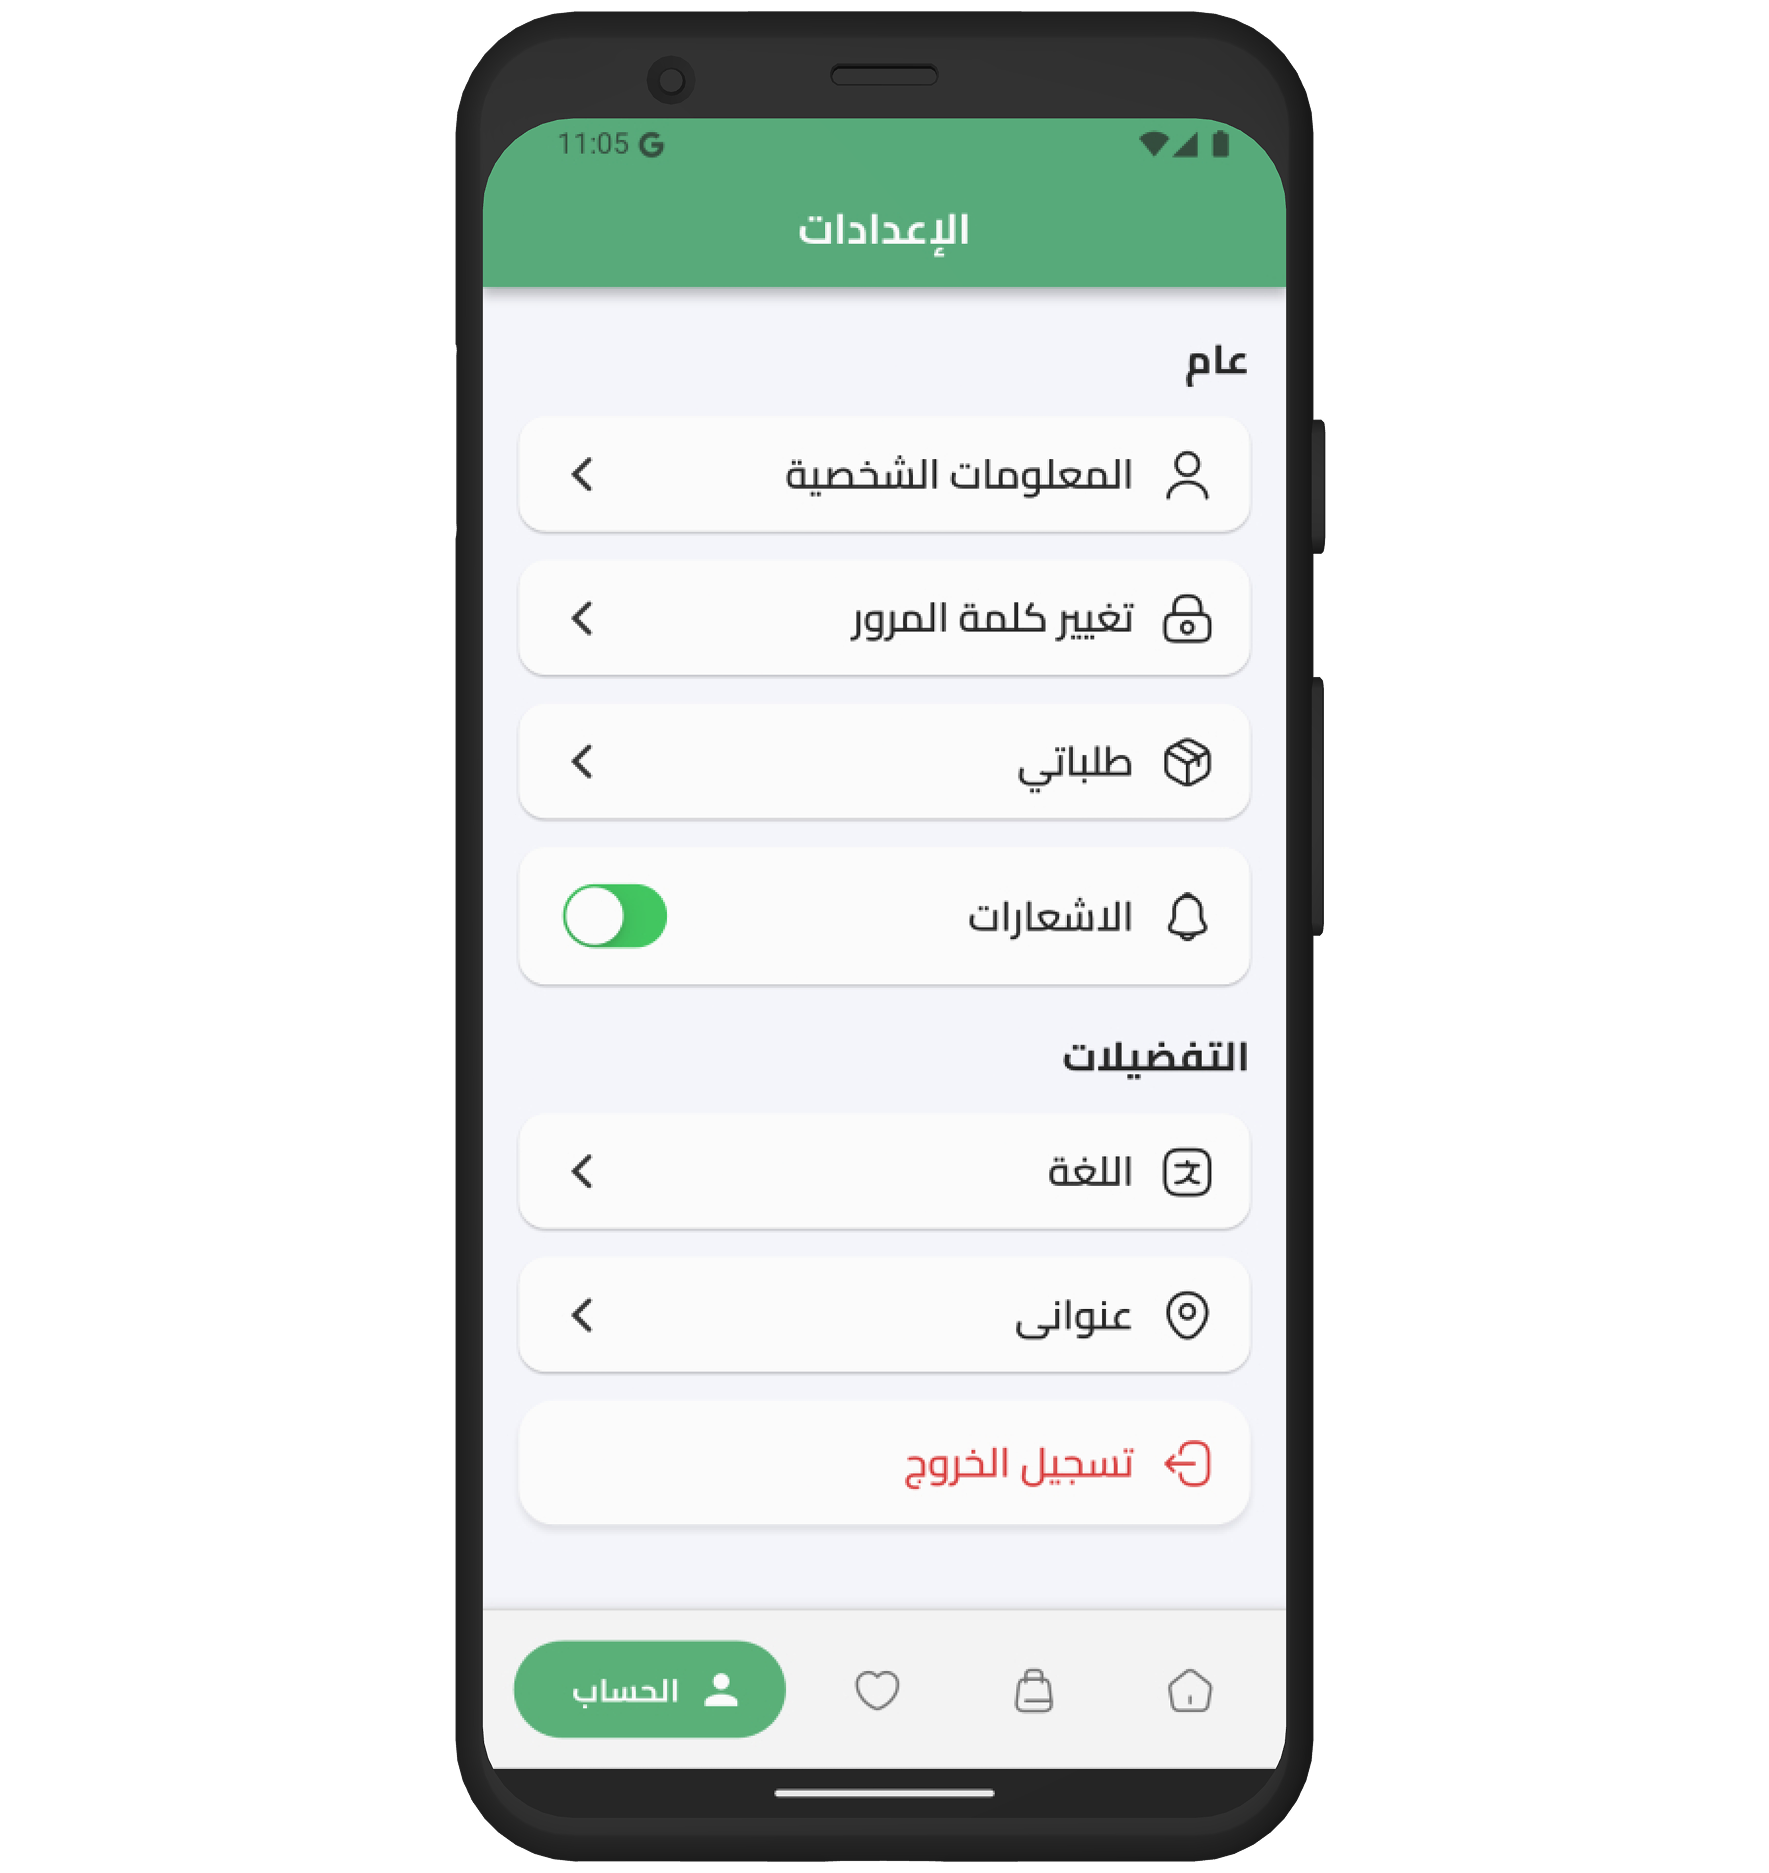 11:05
الإعدادات
عام
المعلومات الشخصية
تغيير كلمة المرور
طلباتي
الاشعارات
التفضيلات
اللغة
عنوانى
تسجيل الخروج
الحساب